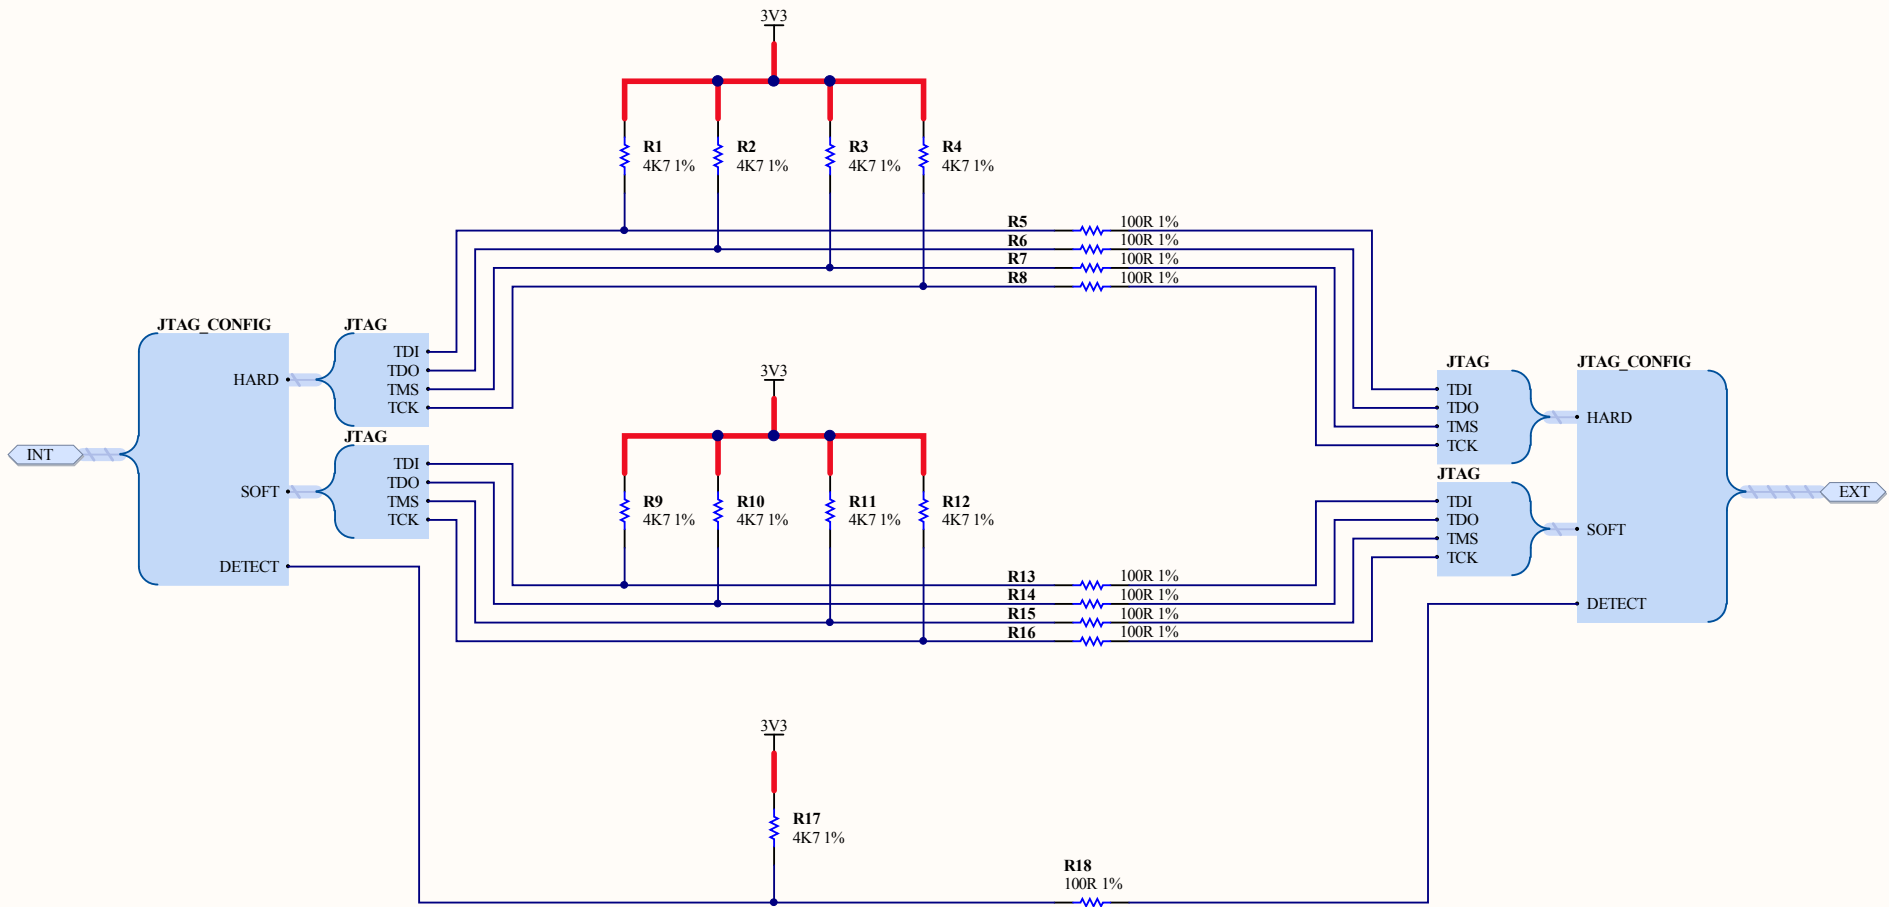 3V3
R1
4K7 1%
R2
4K7 1%
R3
4K7 1%
R4
4K7 1%
R5
100R 1%
R6
100R 1%
R7
100R 1%
R8
100R 1%
JTAG_CONFIG
HARD
SOFT
DETECT
INT
JTAG
TDI
TDO
TMS
TCK
JTAG
TDI
TDO
TMS
TCK
3V3
R9
4K7 1%
R10
4K7 1%
R11
4K7 1%
R12
4K7 1%
R13
100R 1%
R14
100R 1%
R15
100R 1%
R16
100R 1%
JTAG
TDI
TDO
TMS
TCK
JTAG
TDI
TDO
TMS
TCK
JTAG_CONFIG
HARD
SOFT
DETECT
EXT
3V3
R17
4K7 1%
R18
100R 1%